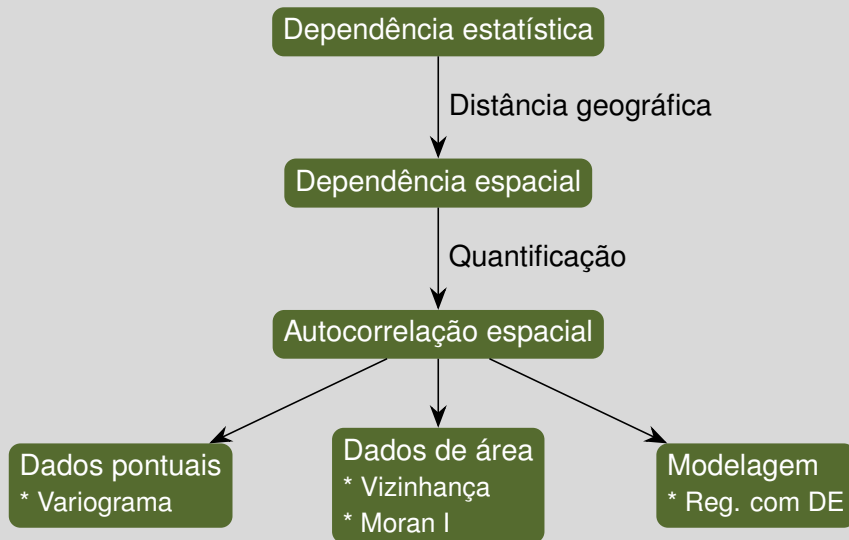 Dependência estatística
Distância geográfica
Dependência espacial
Quantificação
Autocorrelação espacial
Dados pontuais
* Variograma
Dados de área
* Vizinhança
* Moran I
Modelagem
* Reg. com DE